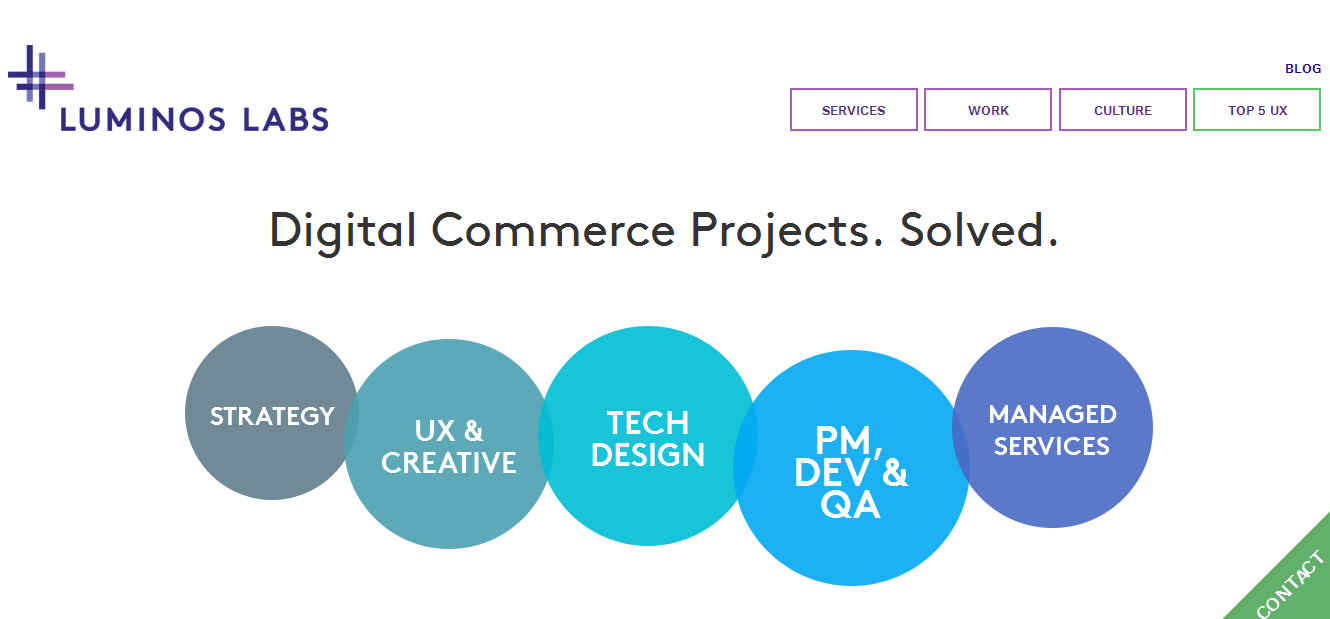 BLOG
LUMINOS LABS
SERVICES
WORK
CULTURE
TOP 5 UX
Digital Commerce Projects. Solved.
STRATEGY
UX &
CREATIVE
TECH
DESIGN
PM,
DEV &
QA
MANAGED
SERVICES
CONTACT